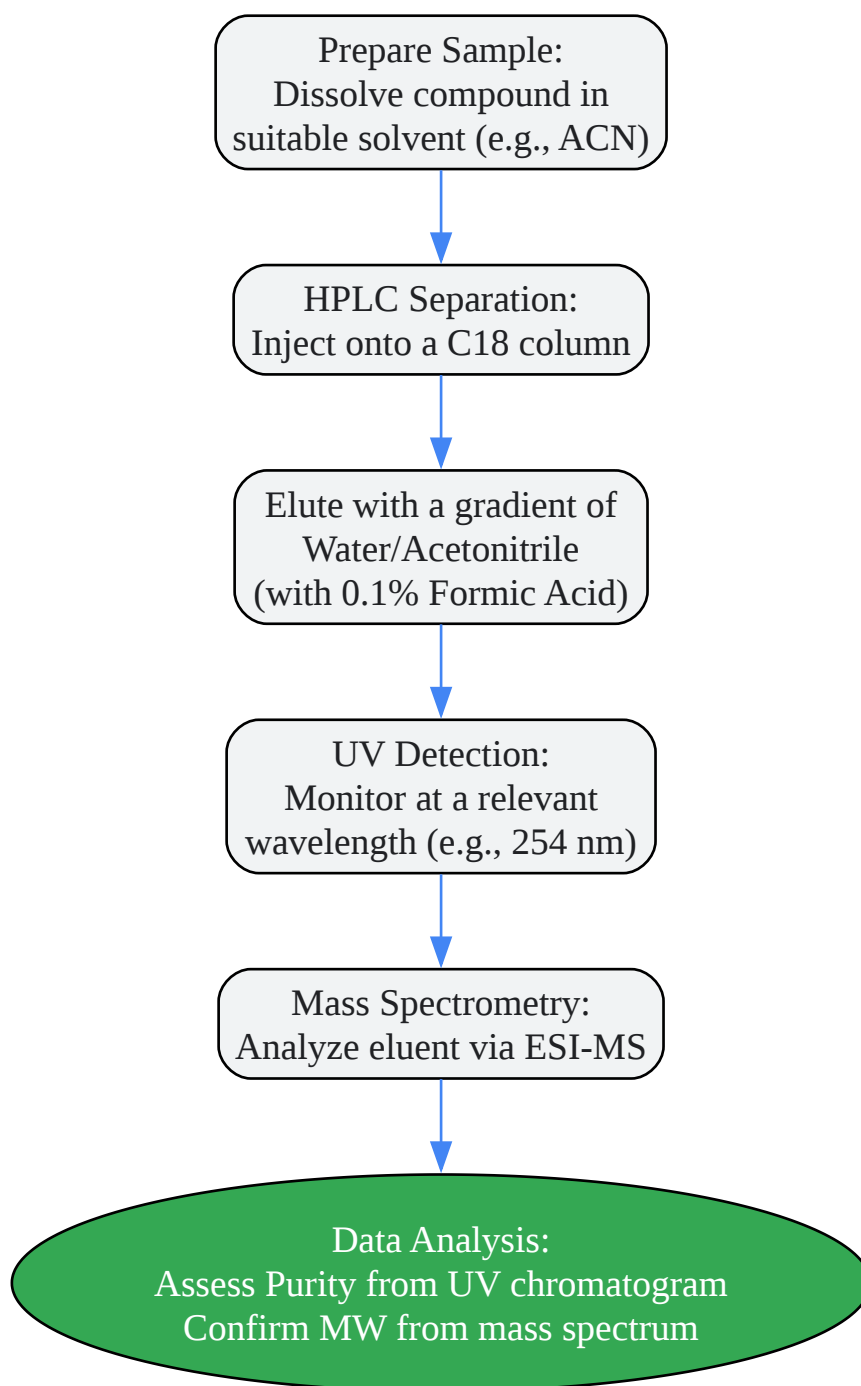 Prepare Sample:
Dissolve compound in
suitable solvent (e.g., ACN)
HPLC Separation:
Inject onto a C18 column
Elute with a gradient of
Water/Acetonitrile
(with 0.1% Formic Acid)
UV Detection:
Monitor at a relevant
wavelength (e.g., 254 nm)
Mass Spectrometry:
Analyze eluent via ESI-MS
Data Analysis:
Assess Purity from UV chromatogram
Confirm MW from mass spectrum